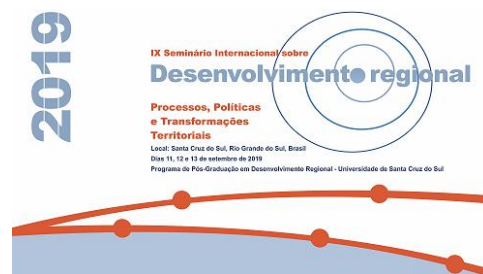 2019
IX Seminário Internacional sobre
Desenvolvimento regional
Processos, Políticas
e Transformações
Territoriais
Local: Santa Cruz do Sul, Rio Grande do Sul, Brasil
Dias 11, 12 e 13 de setembro de 2019
Programa de Pós-Graduação em Desenvolvimento Regional - Universidade de Santa Cruz do Sul